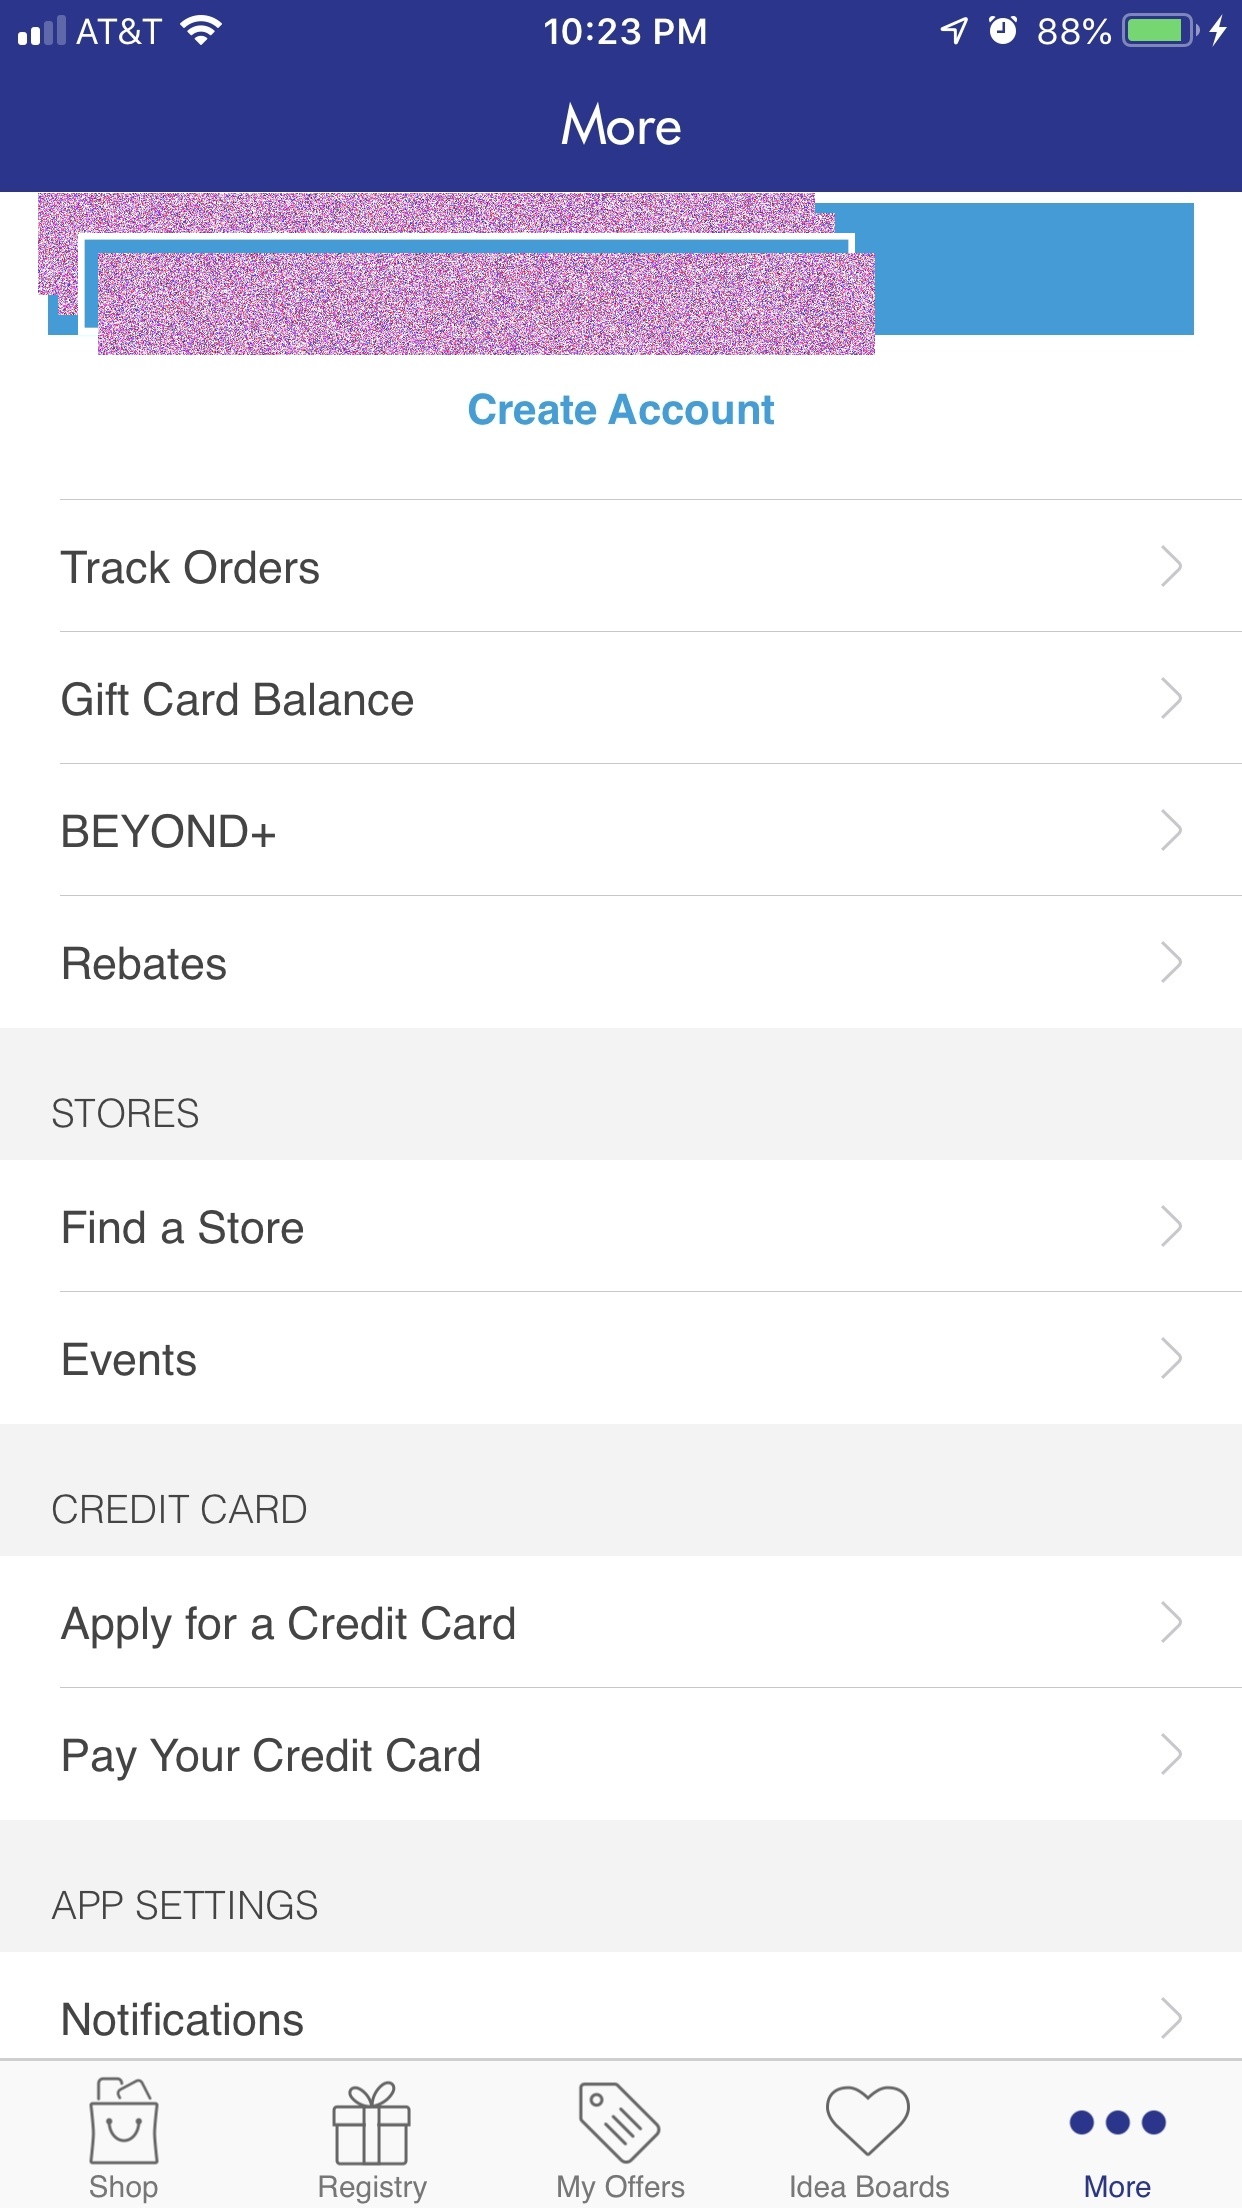 AT&T 10:23 PM 88%
More
Create Account
Track Orders
Gift Card Balance
BEYOND+
Rebates
STORES
Find a Store
Events
CREDIT CARD
Apply for a Credit Card
Pay Your Credit Card
APP SETTINGS
Notifications
Shop Registry My Offers Idea Boards More